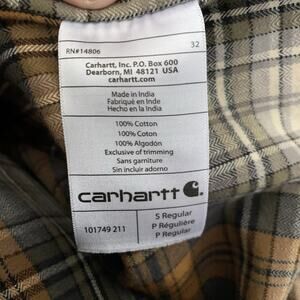 RN#14806 32
Carhartt, Inc. P.O. Box 600
Dearborn, MI 48121 USA
carhartt.com
Made in India
Fabriqué en Inde
Hecho en la India
100% Cotton
100% Coton
100% Algodón
Exclusive of trimming
Sans garniture
Sin incluir adorno
carhartt
101749 211
S Regular
P Régulière
P Regular